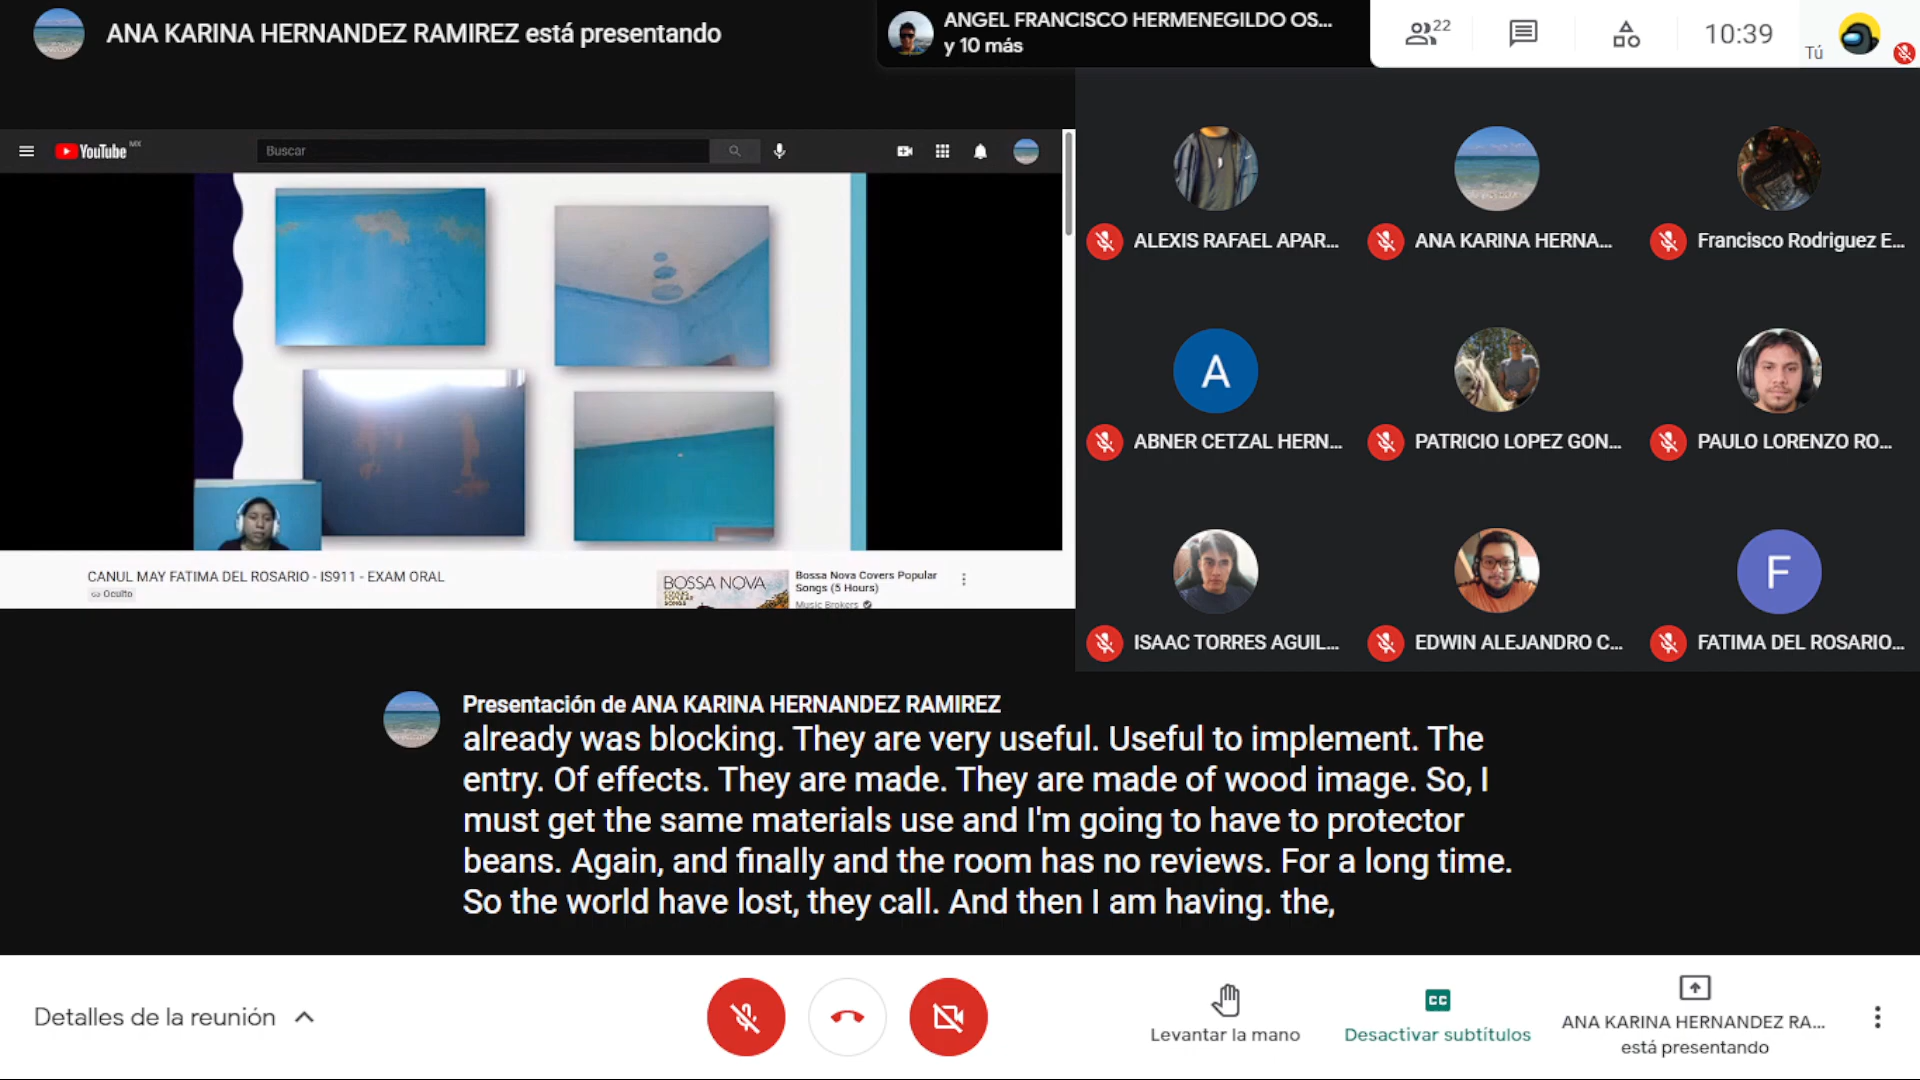 ANA KARINA HERNANDEZ RAMIREZ está presentando
ANGEL FRANCISCO HERMENEGILDO OS...
y 10 más
22
10:39
Tú
YouTube MX
Buscar
CANUL MAY FATIMA DEL ROSARIO - IS911 - EXAM ORAL
Oculto
BOSSA NOVA
COVERS
POPULAR
SONGS
Bossa Nova Covers Popular
Songs (5 Hours)
Music Brokers
ALEXIS RAFAEL APAR...
ANA KARINA HERNA...
Francisco Rodriguez E...
A
ABNER CETZAL HERN...
PATRICIO LOPEZ GON...
PAULO LORENZO RO...
F
ISAAC TORRES AGUIL...
EDWIN ALEJANDRO C...
FATIMA DEL ROSARIO...
Presentación de ANA KARINA HERNANDEZ RAMIREZ
already was blocking. They are very useful. Useful to implement. The
entry. Of effects. They are made. They are made of wood image. So, I
must get the same materials use and I'm going to have to protector
beans. Again, and finally and the room has no reviews. For a long time.
So the world have lost, they call. And then I am having. the,
Detalles de la reunión
Levantar la mano
CC
Desactivar subtítulos
ANA KARINA HERNANDEZ RA...
está presentando